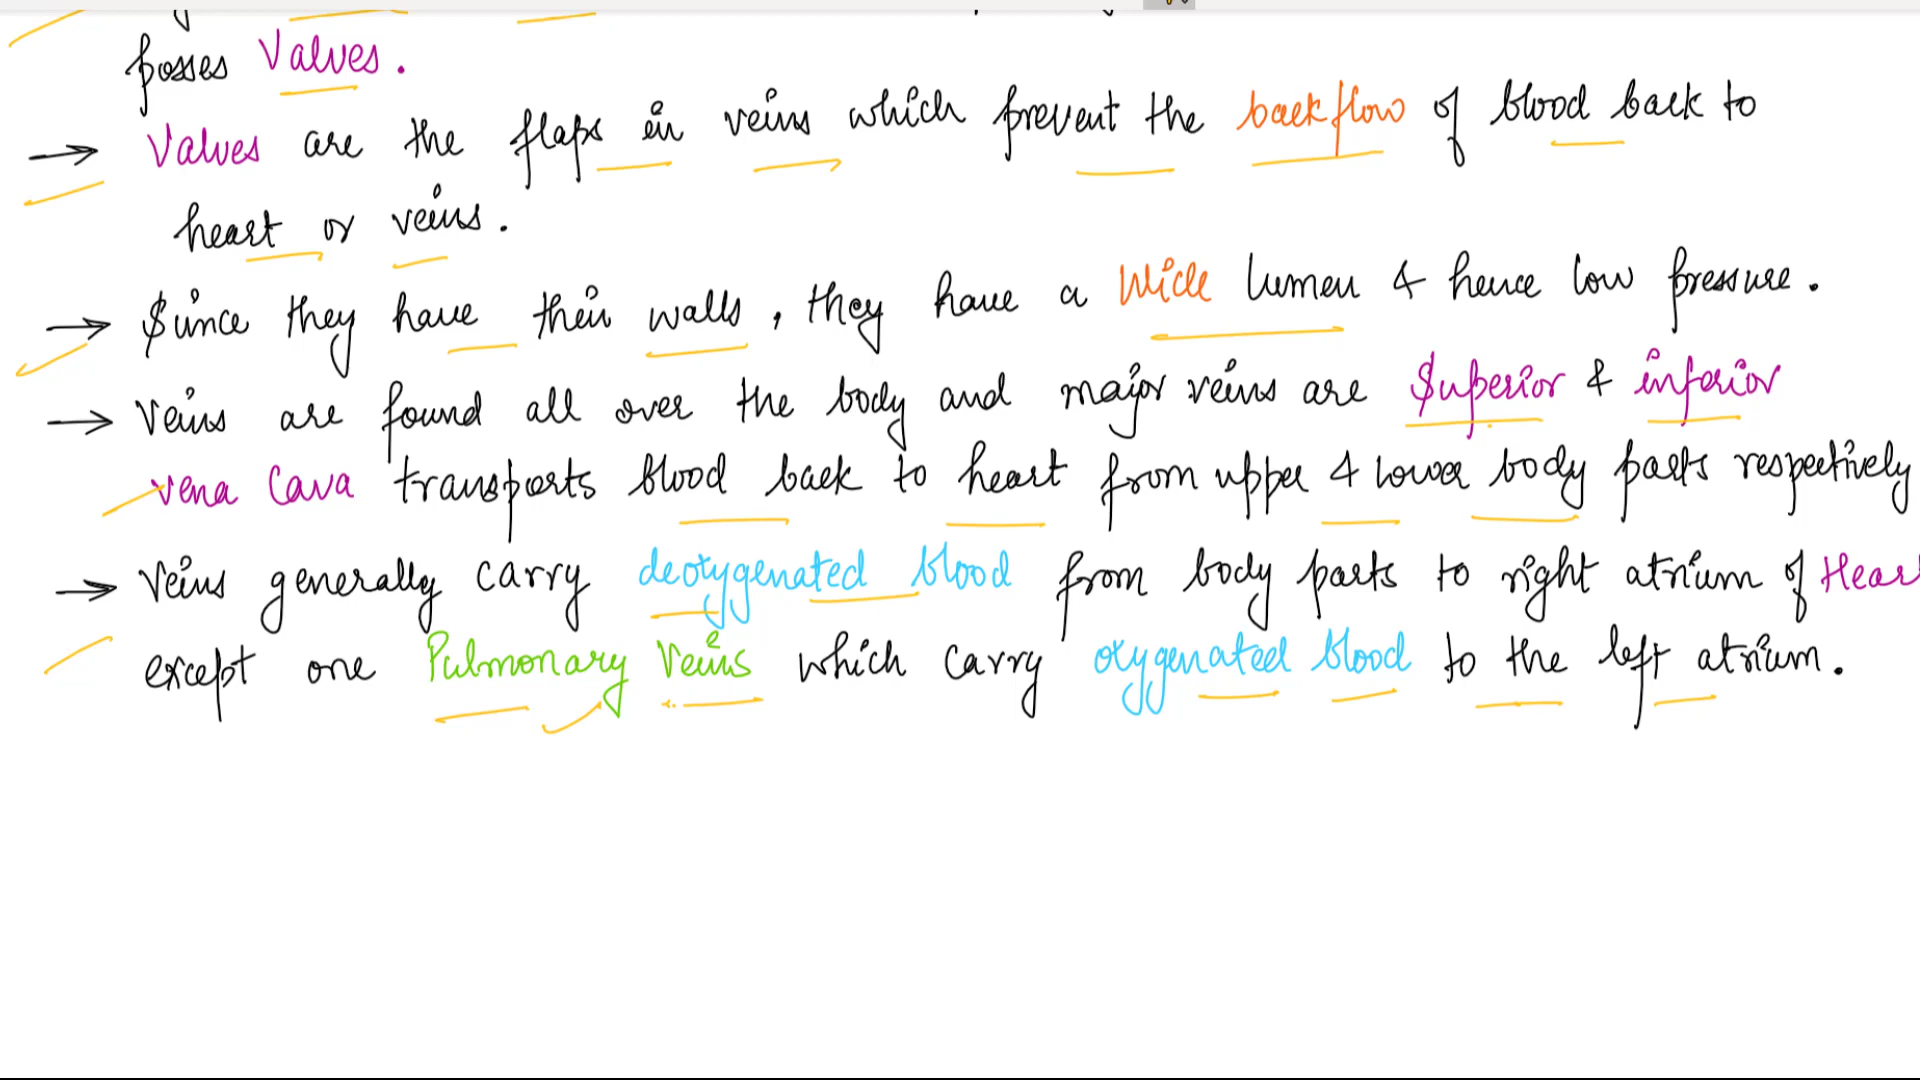 posses Valves.
→ Valves are the flaps in veins which prevent the backflow of blood back to
heart or veins.
→ Since they have thin walls, they have a Wide lumen & hence low pressure.
→ Veins are found all over the body and major veins are Superior & inferior
vena Cava transports blood back to heart from upper & lower body parts respectively
→ Veins generally carry deoxygenated blood from body parts to right atrium of Hear
except one Pulmonary Veins which carry oxygenated blood to the left atrium.